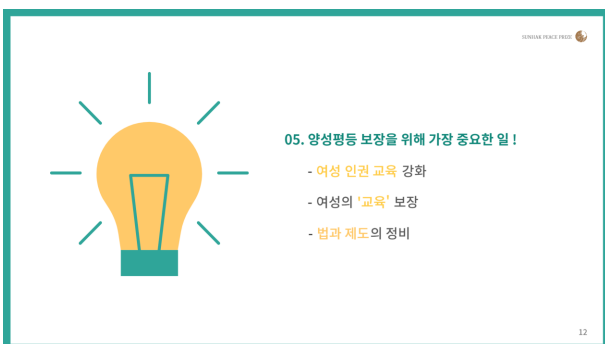 SUNHAK PEACE PRIZE
05. 양성평등 보장을 위해 가장 중요한 일 !
- 여성 인권 교육 강화
- 여성의 '교육' 보장
- 법과 제도의 정비
12